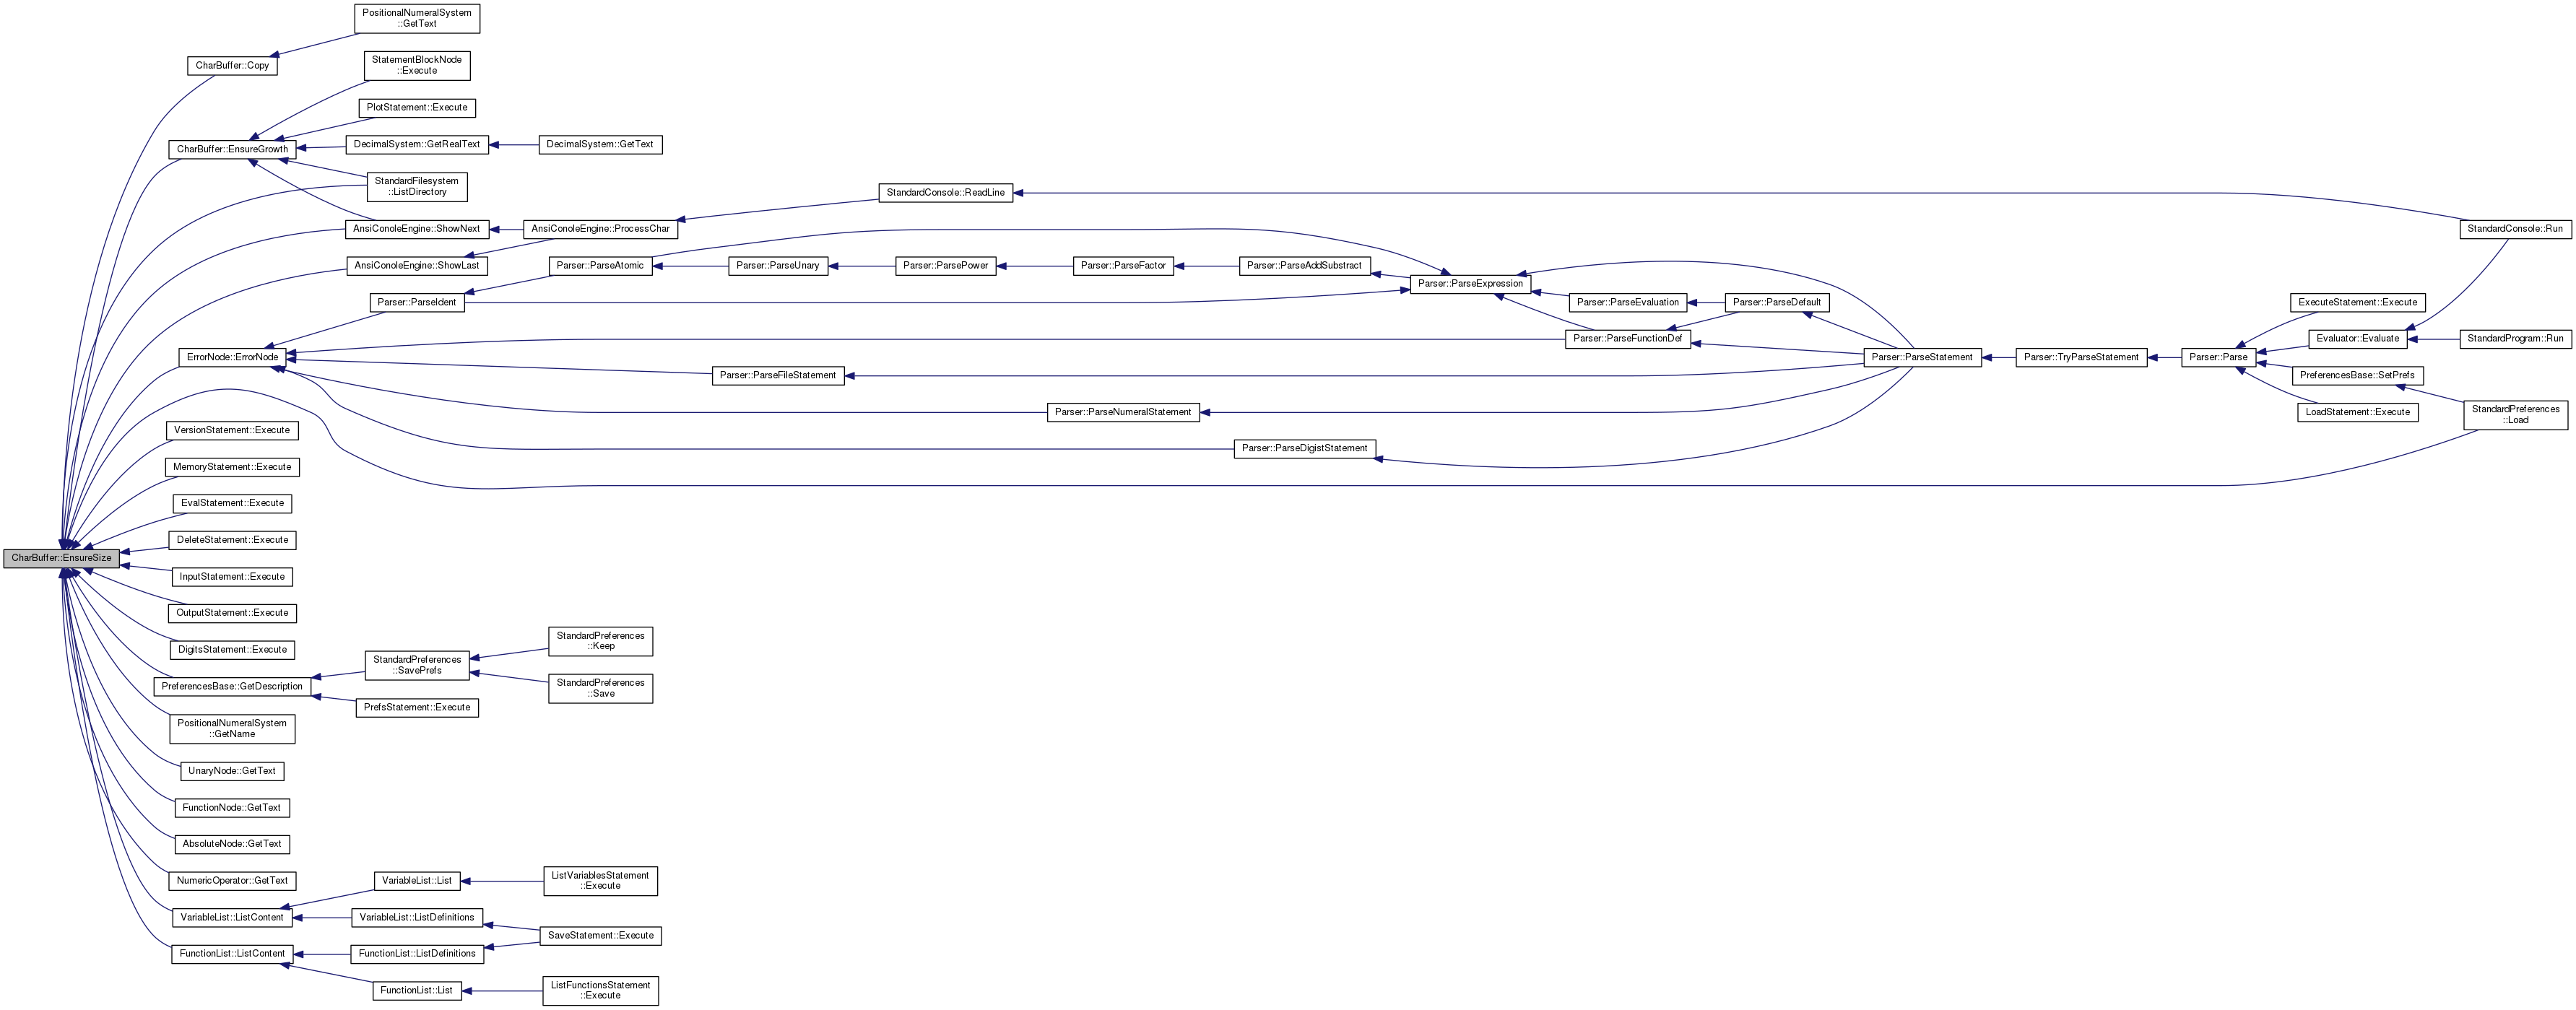 PositionalNumeralSystem
::GetText
CharBuffer::Copy
StatementBlockNode
::Execute
PlotStatement::Execute
CharBuffer::EnsureGrowth
DecimalSystem::GetRealText
DecimalSystem::GetText
StandardFilesystem
::ListDirectory
StandardConsole::ReadLine
AnsiConoleEngine::ShowNext
AnsiConoleEngine::ProcessChar
StandardConsole::Run
AnsiConoleEngine::ShowLast
Parser::ParseAtomic
Parser::ParseUnary
Parser::ParsePower
Parser::ParseFactor
Parser::ParseAddSubstract
Parser::ParseExpression
Parser::ParseIdent
Parser::ParseEvaluation
Parser::ParseDefault
ExecuteStatement::Execute
Parser::ParseFunctionDef
Evaluator::Evaluate
StandardProgram::Run
ErrorNode::ErrorNode
Parser::ParseStatement
Parser::TryParseStatement
Parser::Parse
Parser::ParseFileStatement
PreferencesBase::SetPrefs
Parser::ParseNumeralStatement
LoadStatement::Execute
StandardPreferences
::Load
VersionStatement::Execute
Parser::ParseDigistStatement
MemoryStatement::Execute
EvalStatement::Execute
DeleteStatement::Execute
CharBuffer::EnsureSize
InputStatement::Execute
OutputStatement::Execute
DigitsStatement::Execute
StandardPreferences
::Keep
StandardPreferences
::SavePrefs
PreferencesBase::GetDescription
StandardPreferences
::Save
PrefsStatement::Execute
PositionalNumeralSystem
::GetName
UnaryNode::GetText
FunctionNode::GetText
AbsoluteNode::GetText
NumericOperator::GetText
VariableList::List
ListVariablesStatement
::Execute
VariableList::ListContent
VariableList::ListDefinitions
SaveStatement::Execute
FunctionList::ListContent
FunctionList::ListDefinitions
FunctionList::List
ListFunctionsStatement
::Execute